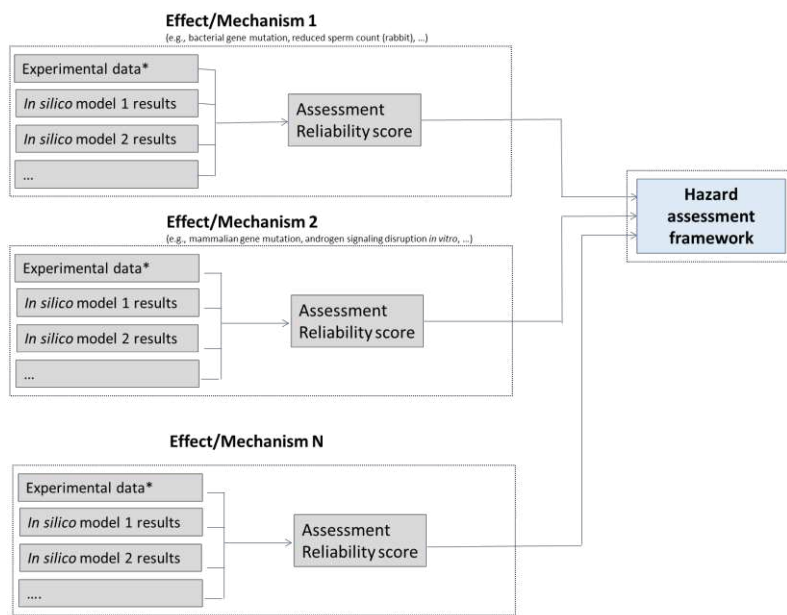 Effect/Mechanism 1
(e.g., bacterial gene mutation, reduced sperm count (rabbit), ...)
Experimental data*
In silico model 1 results
In silico model 2 results
...
Assessment
Reliability score
Effect/Mechanism 2
(e.g., mammalian gene mutation, androgen signaling disruption in vitro, ...)
Experimental data*
In silico model 1 results
In silico model 2 results
...
Assessment
Reliability score
Effect/Mechanism N
Experimental data*
In silico model 1 results
In silico model 2 results
....
Assessment
Reliability score
Hazard
assessment
framework